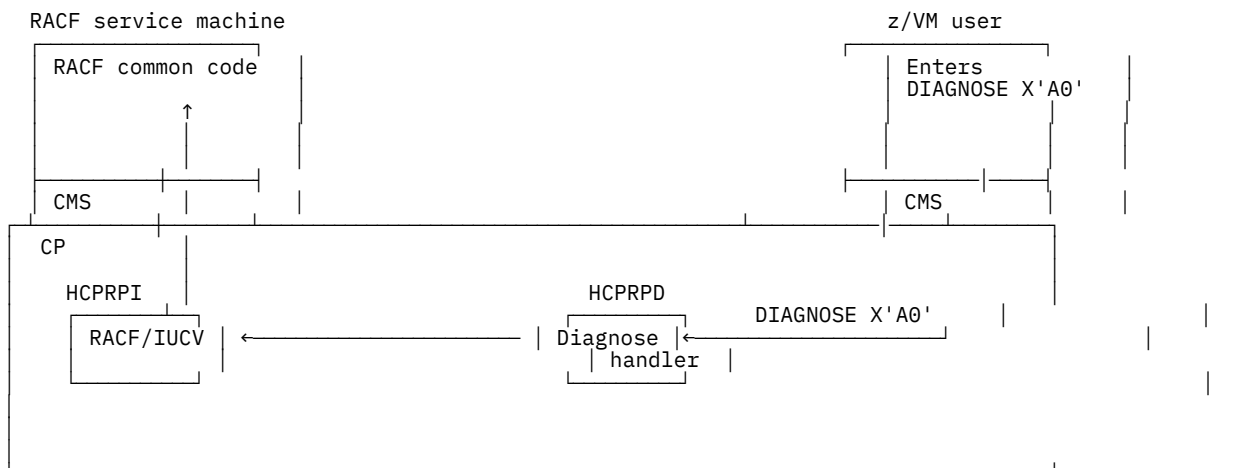 RACF service machine z/VM user
RACF common code Enters
DIAGNOSE X'A0'
CMS CMS
CP
HCPRPI HCPRPD
DIAGNOSE X'A0'
RACF/IUCV Diagnose
handler